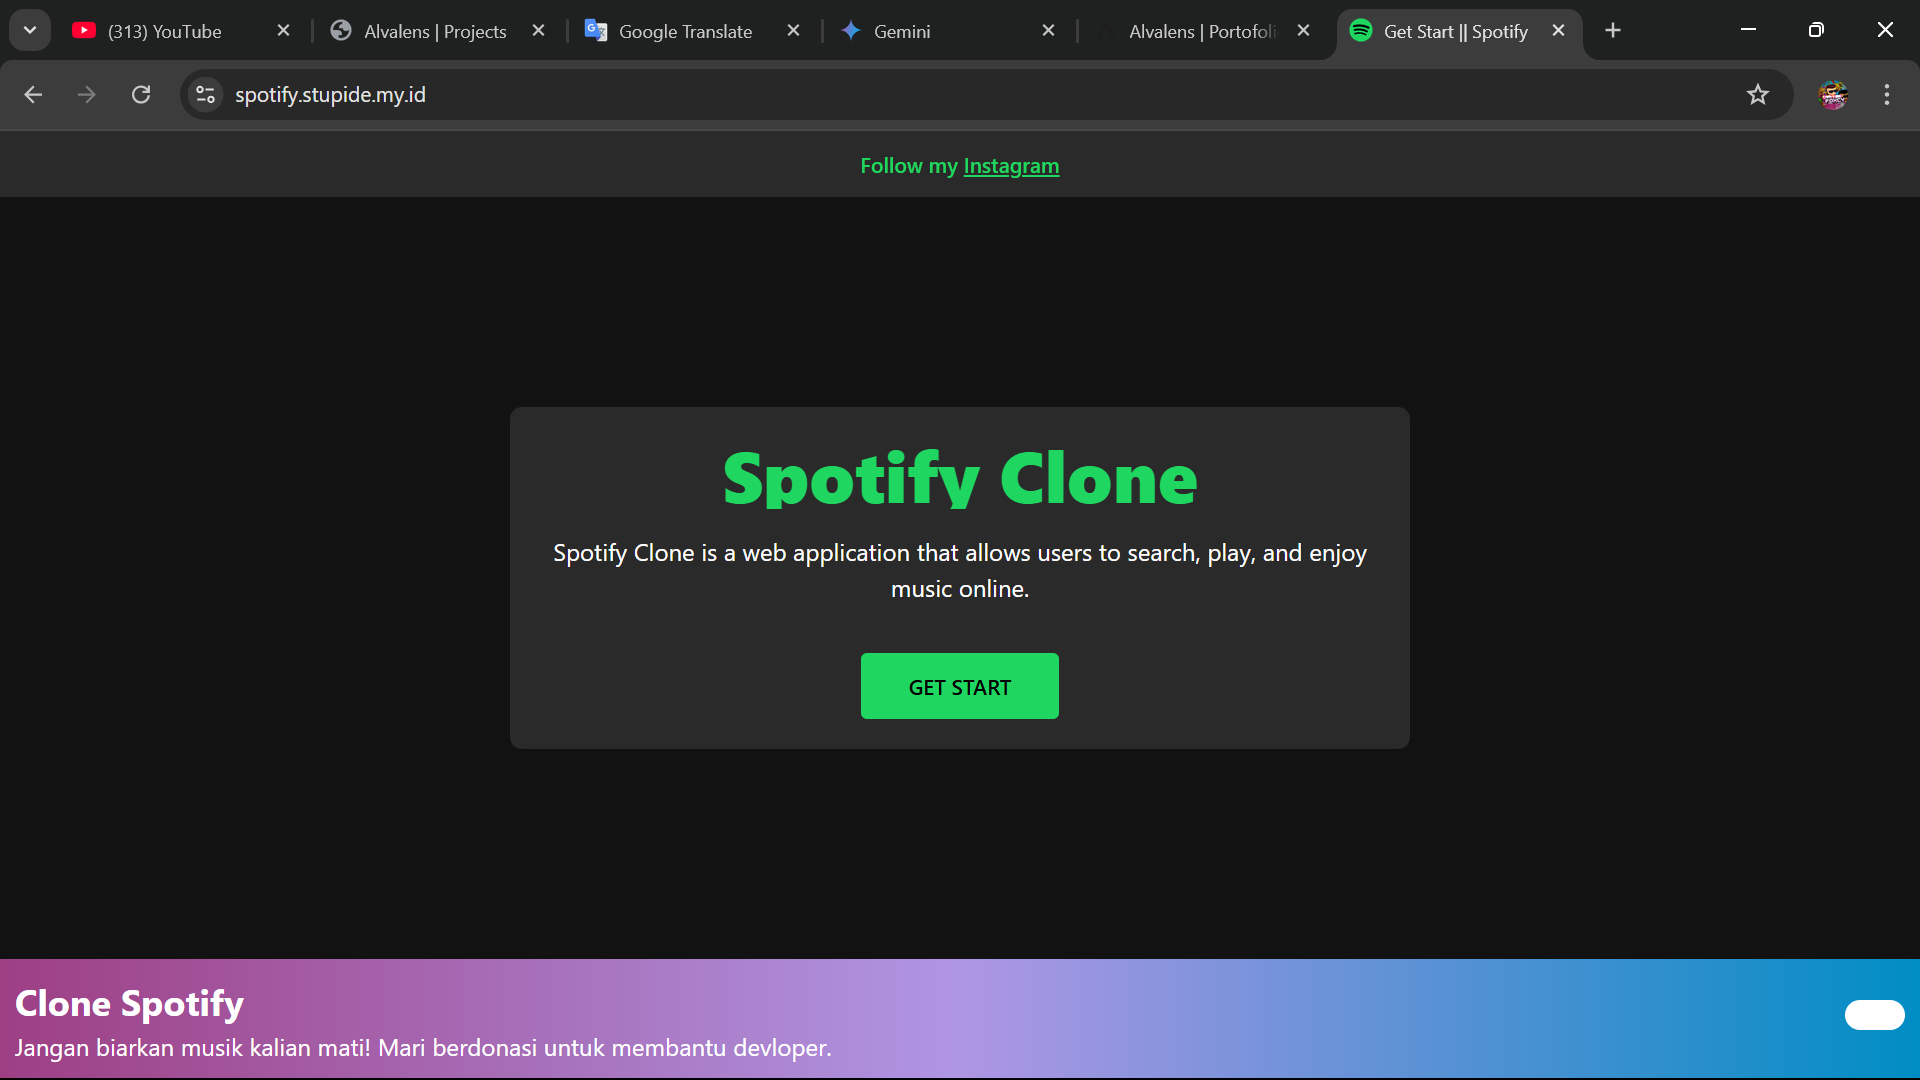 (313) YouTube
Alvalens | Projects
Google Translate
Gemini
Alvalens | Portofoli
Get Start || Spotify
spotify.stupide.my.id
Follow my Instagram
Spotify Clone
Spotify Clone is a web application that allows users to search, play, and enjoy
music online.
GET START
Clone Spotify
Jangan biarkan musik kalian mati! Mari berdonasi untuk membantu devloper.